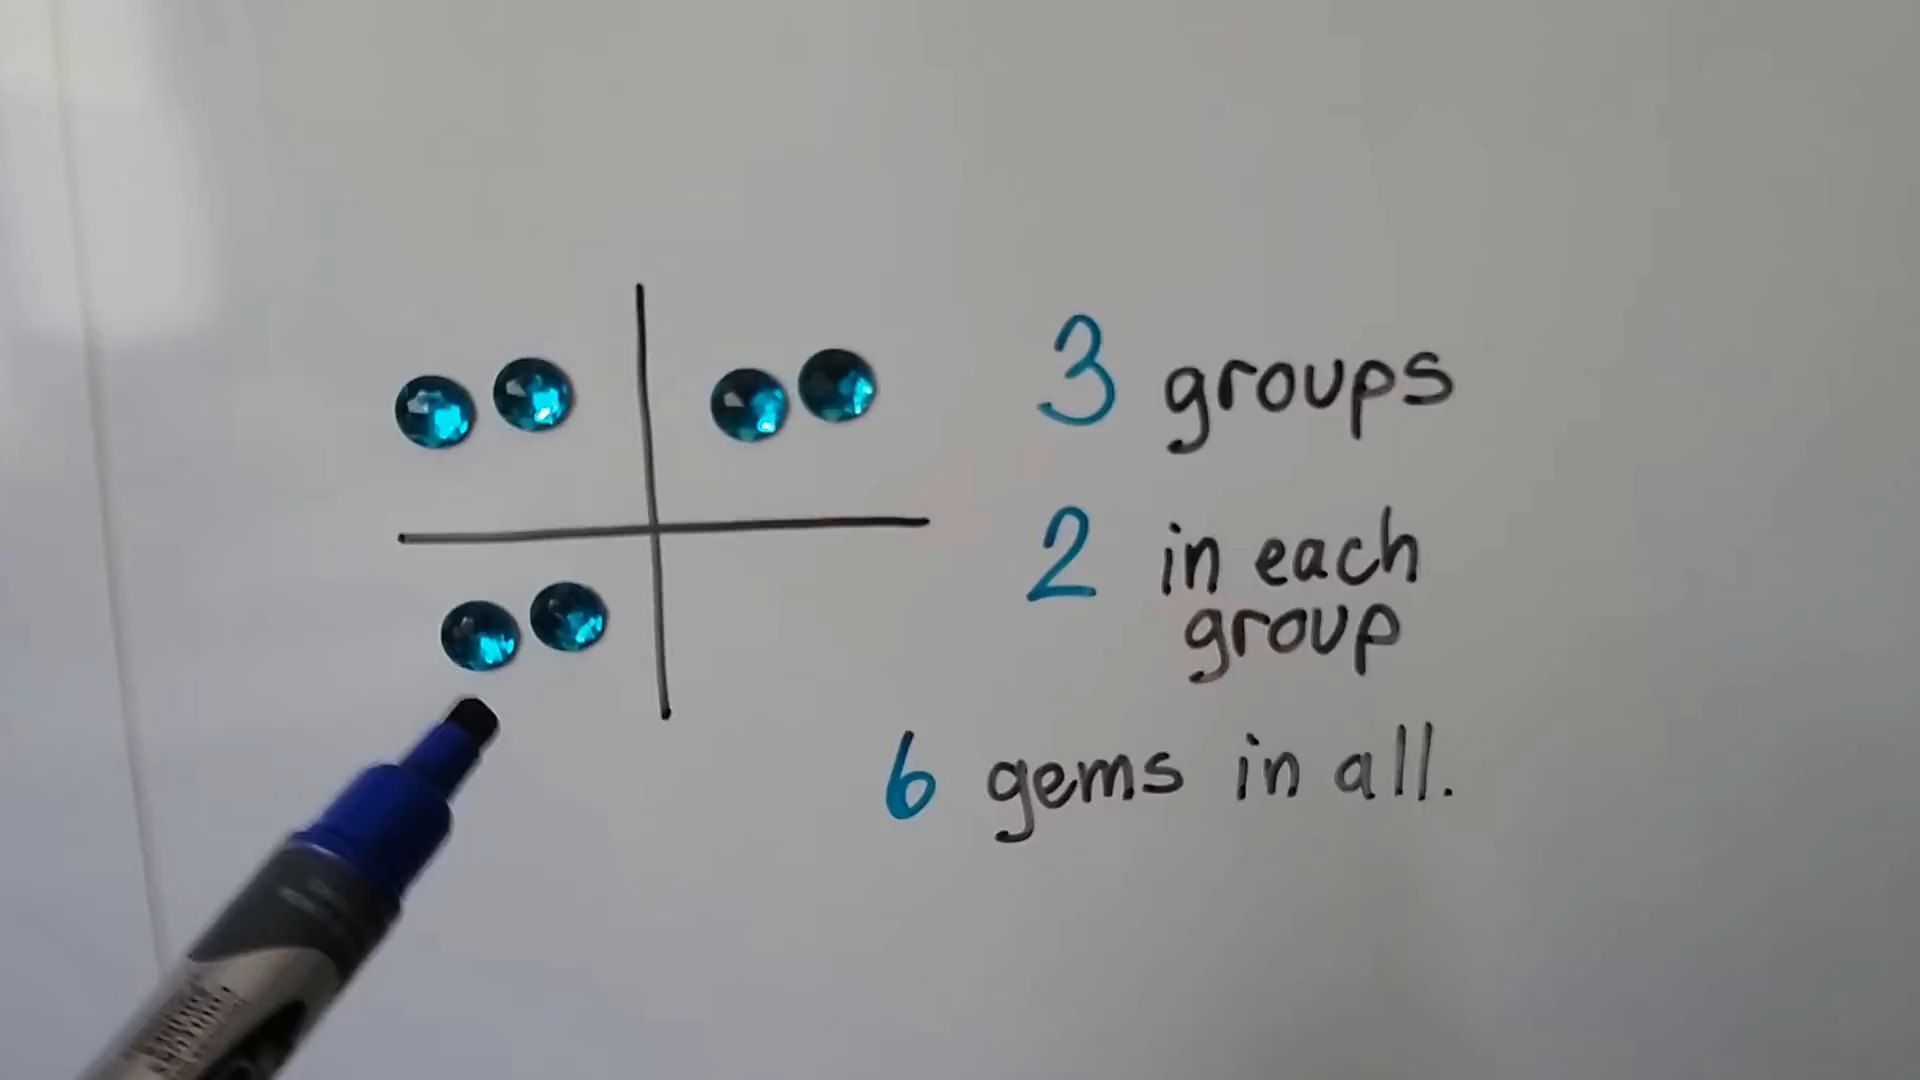 3 groups
2 in each
group
6 gems in all.